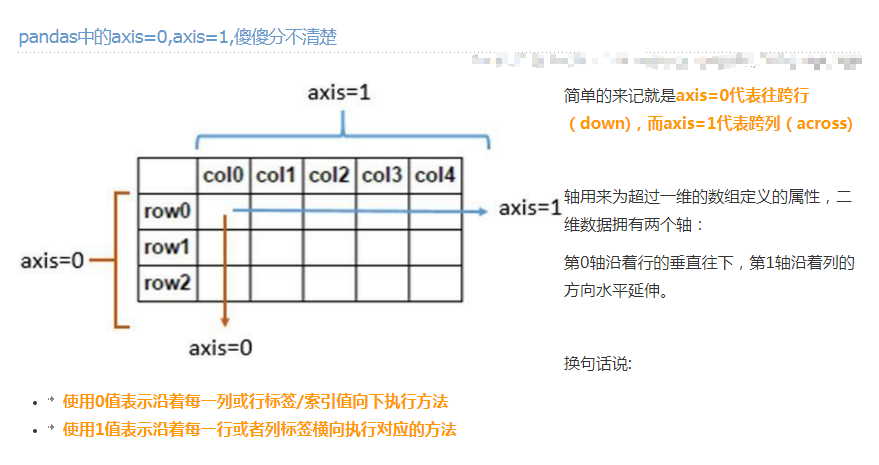 pandas中的axis=0,axis=1,傻傻分不清楚
axis=1
col0 col1 col2 col3 col4
row0
row1
row2
axis=0
axis=1
axis=0
简单的来记就是axis=0代表往跨行
（down)，而axis=1代表跨列（across)
轴用来为超过一维的数组定义的属性，二
维数据拥有两个轴：
第0轴沿着行的垂直往下，第1轴沿着列的
方向水平延伸。
换句话说:
使用0值表示沿着每一列或行标签/索引值向下执行方法
使用1值表示沿着每一行或者列标签横向执行对应的方法